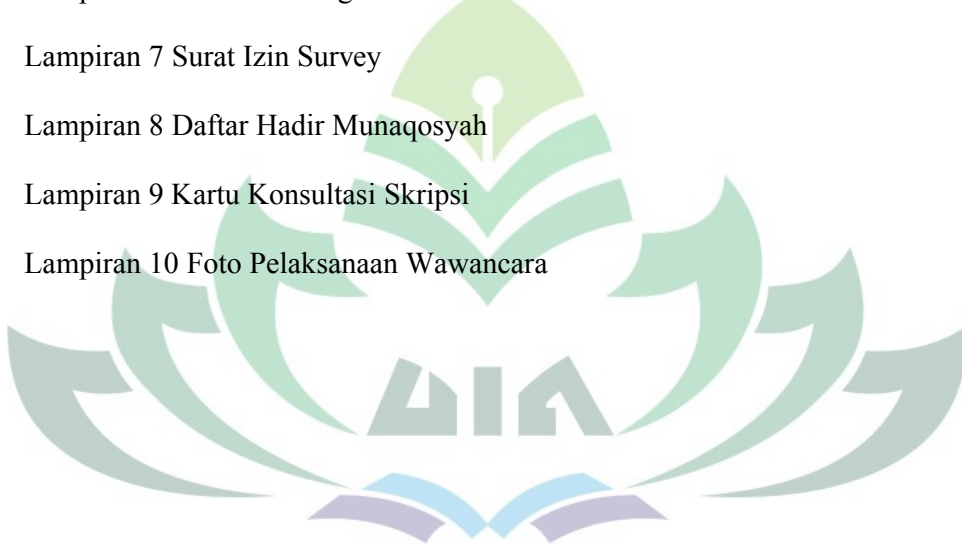 Lampiran 7 Surat Izin Survey
Lampiran 8 Daftar Hadir Munaqosyah
Lampiran 9 Kartu Konsultasi Skripsi
Lampiran 10 Foto Pelaksanaan Wawancara
UIN